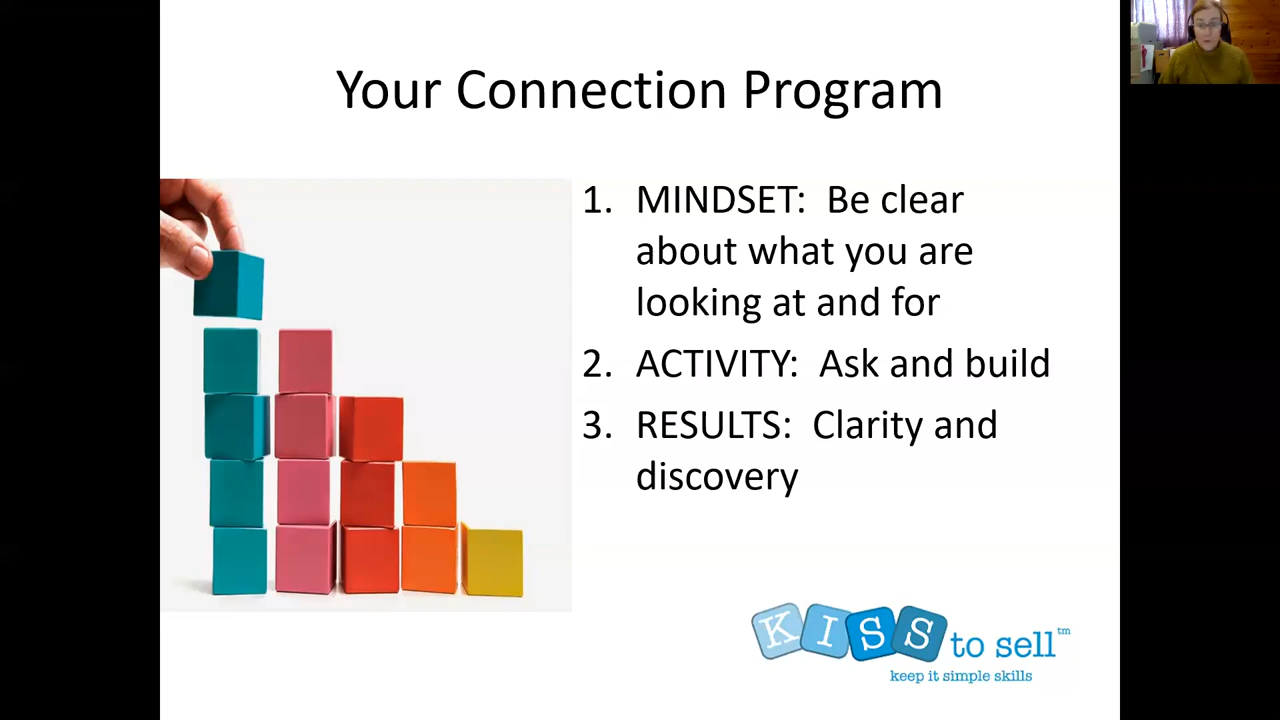 Your Connection Program
1. MINDSET: Be clear
about what you are
looking at and for
2. ACTIVITY: Ask and build
3. RESULTS: Clarity and
discovery
KISS to sell™
keep it simple skills